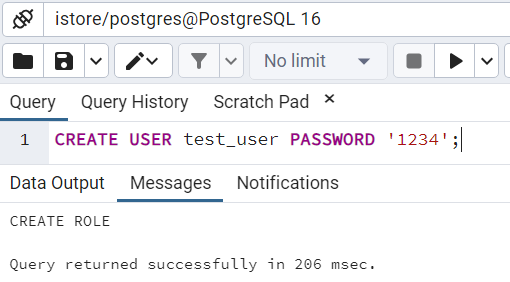 istore/postgres@PostgreSQL 16
No limit
Query Query History Scratch Pad ×
1 CREATE USER test_user PASSWORD '1234';
Data Output Messages Notifications
CREATE ROLE
Query returned successfully in 206 msec.